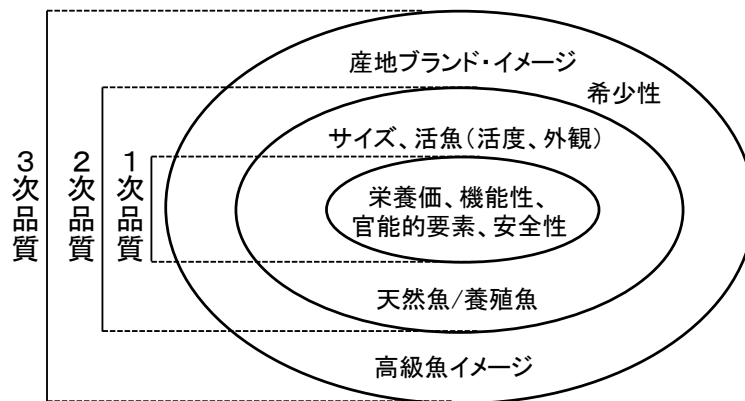 産地ブランド・イメージ
希少性
サイズ、活魚（活度、外観）
栄養価、機能性、
官能的要素、安全性
天然魚/養殖魚
高級魚イメージ
３次品質
２次品質
１次品質